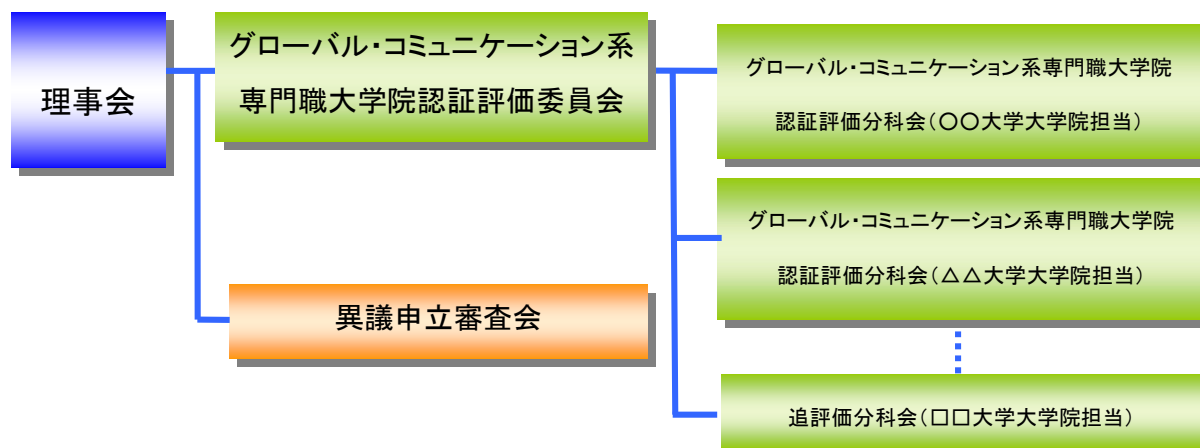 理事会
グローバル・コミュニケーション系
専門職大学院認証評価委員会
異議申立審査会
グローバル・コミュニケーション系専門職大学院
認証評価分科会(〇〇大学大学院担当)
グローバル・コミュニケーション系専門職大学院
認証評価分科会(△△大学大学院担当)
追評価分科会(□□大学大学院担当)